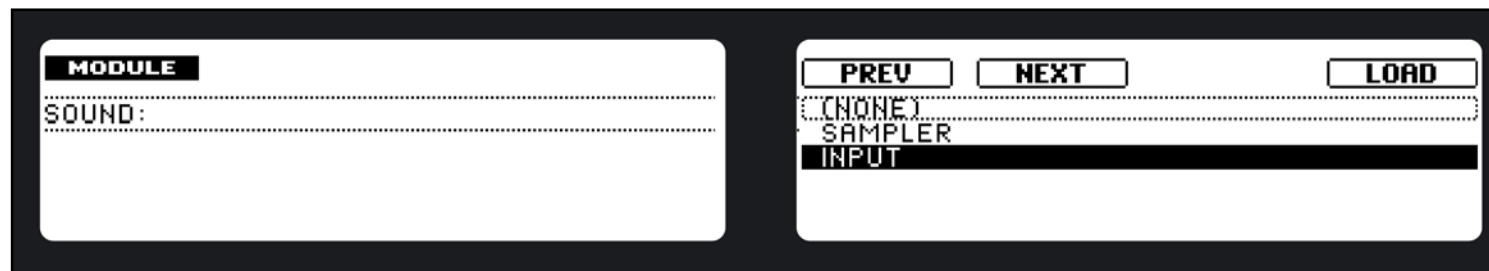 MODULE
SOUND:
PREV NEXT LOAD
(NONE)
SAMPLER
INPUT